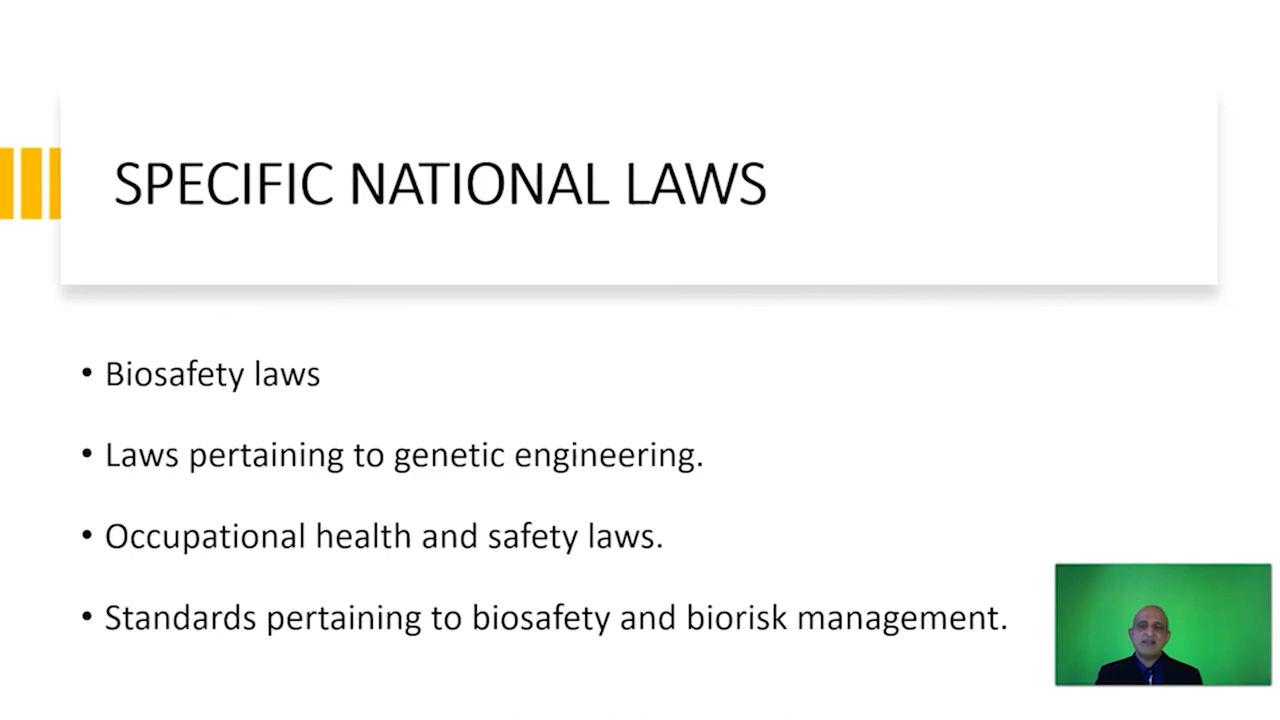 SPECIFIC NATIONAL LAWS
• Biosafety laws
• Laws pertaining to genetic engineering.
• Occupational health and safety laws.
• Standards pertaining to biosafety and biorisk management.